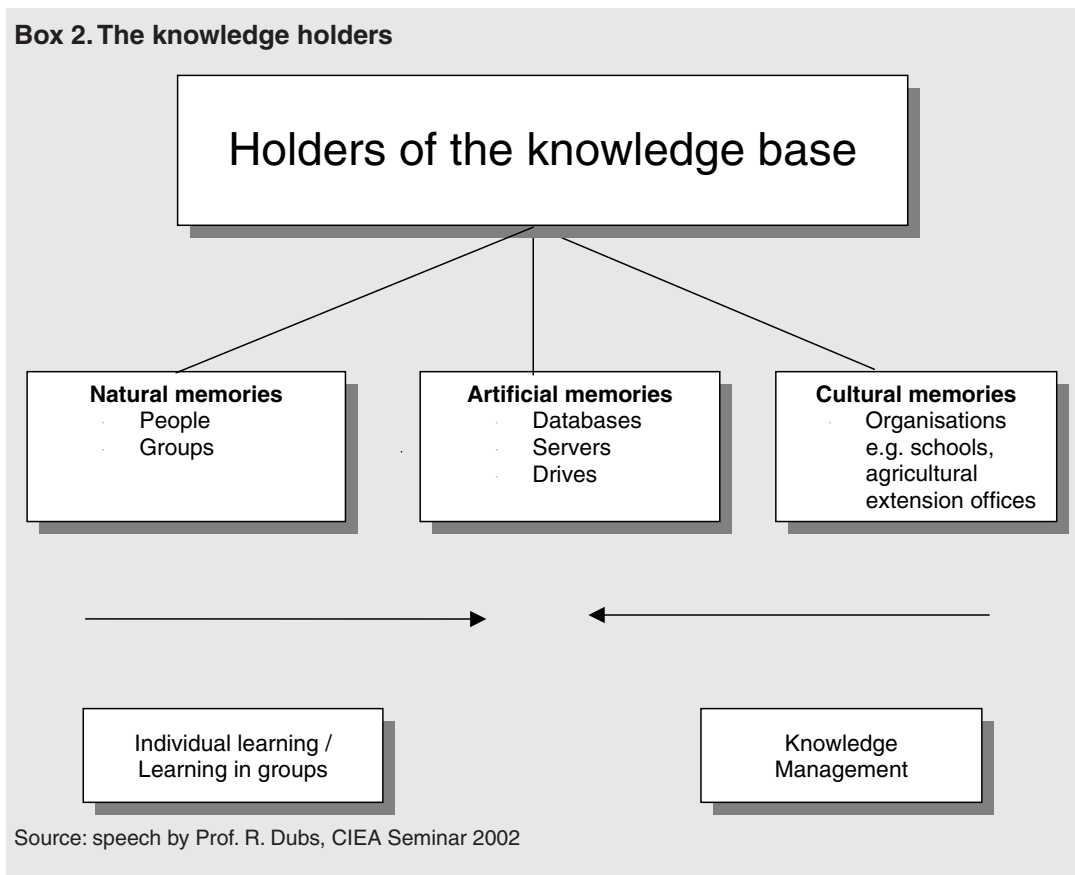 Box 2. The knowledge holders
Holders of the knowledge base
Natural memories
· People
· Groups
Artificial memories
· Databases
· Servers
· Drives
Cultural memories
· Organisations
e.g. schools,
agricultural
extension offices
Individual learning /
Learning in groups
Knowledge
Management
Source: speech by Prof. R. Dubs, CIEA Seminar 2002